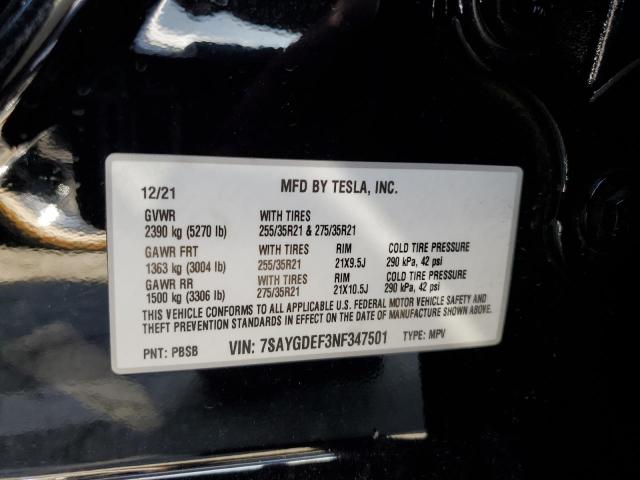 12/21 MFD BY TESLA, INC.
GVWR WITH TIRES
2390 kg (5270 lb) 255/35R21 & 275/35R21
GAWR FRT WITH TIRES RIM COLD TIRE PRESSURE
1363 kg (3004 lb) 255/35R21 21X9.5J 290 kPa, 42 psi
GAWR RR WITH TIRES RIM COLD TIRE PRESSURE
1500 kg (3306 lb) 275/35R21 21X10.5J 290 kPa, 42 psi
THIS VEHICLE CONFORMS TO ALL APPLICABLE U.S. FEDERAL MOTOR VEHICLE SAFETY AND
THEFT PREVENTION STANDARDS IN EFFECT ON THE DATE OF MANUFACTURE SHOWN ABOVE.
PNT: PBSB VIN: 7SAYGDEF3NF347501 TYPE: MPV